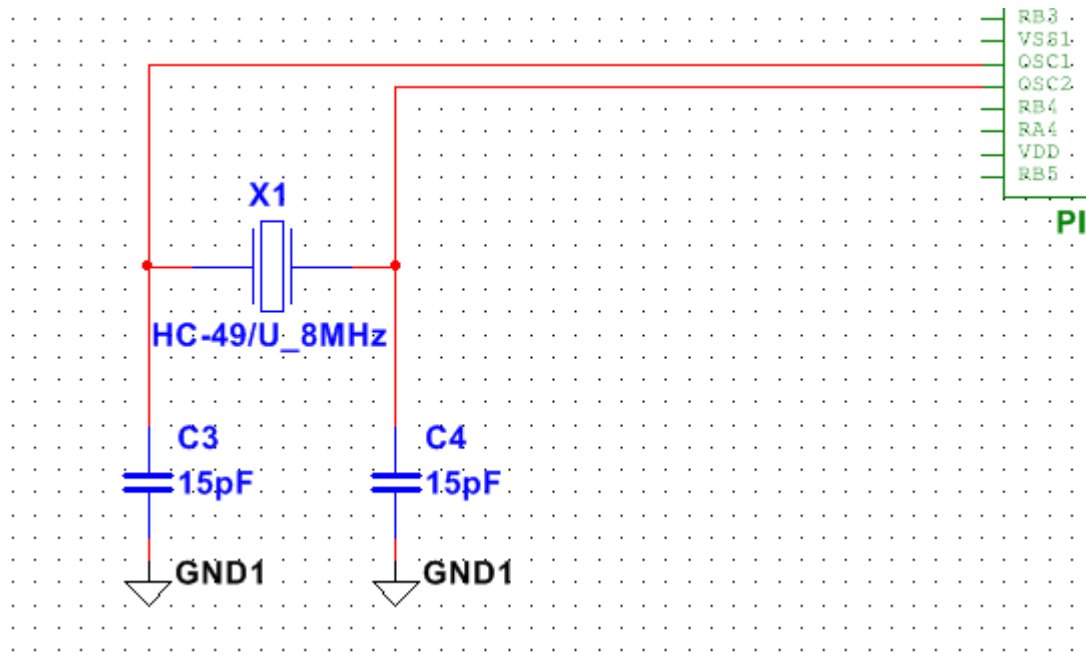 RB3
VSS1
OSC1
OSC2
RB4
RA4
VDD
RB5
PI
X1
HC-49/U_8MHz
C3
15pF
C4
15pF
GND1
GND1